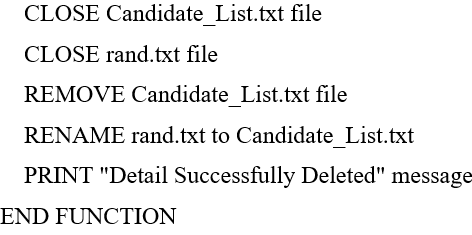 CLOSE Candidate_List.txt file
CLOSE rand.txt file
REMOVE Candidate_List.txt file
RENAME rand.txt to Candidate_List.txt
PRINT "Detail Successfully Deleted" message
END FUNCTION